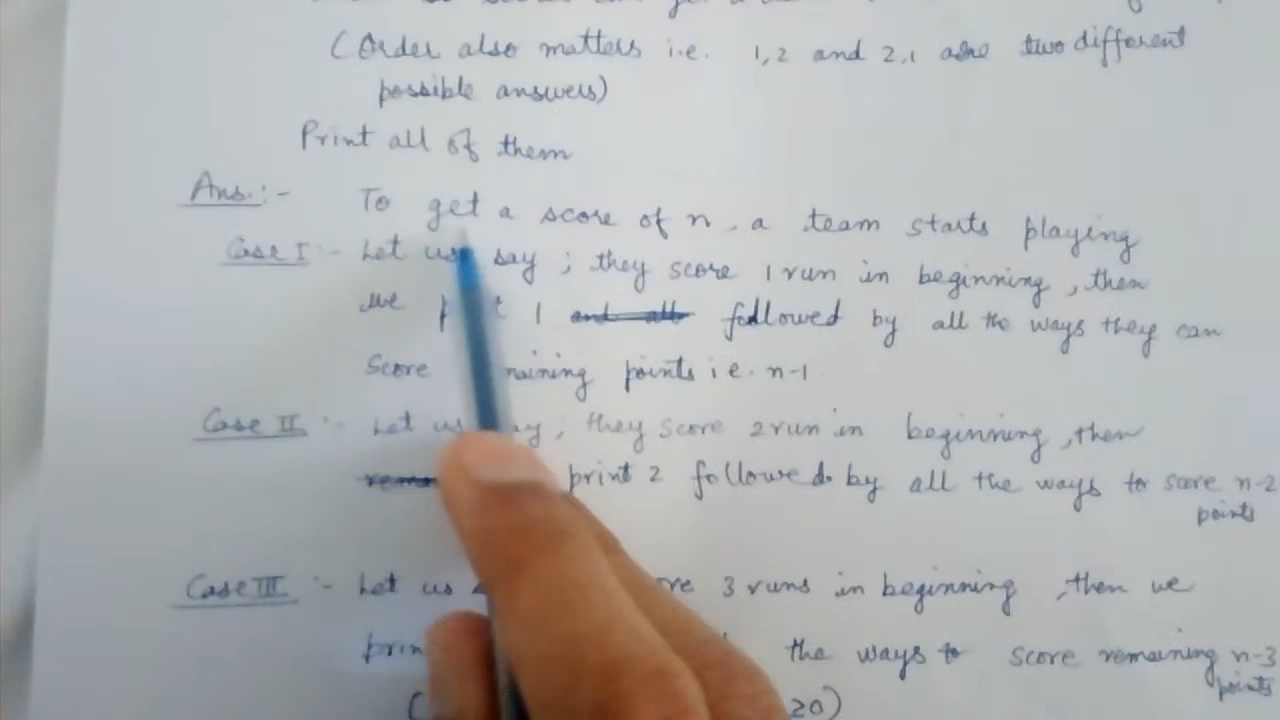 (Order also matters i.e. 1,2 and 2,1 are two different
possible answers)
Print all of them
Ans:- To get a score of n, a team starts playing
Case I :- Let us say ; they score 1 run in beginning, then
we 1 and all followed by all the ways they can
Score points i.e. n-1
Case II :- Let us ; they score 2 run in beginning, then
print 2 followed by all the ways to score n-2
points
Case III :- Let us 3 runs in beginning, then we
the ways to score remaining n-3
points
20)